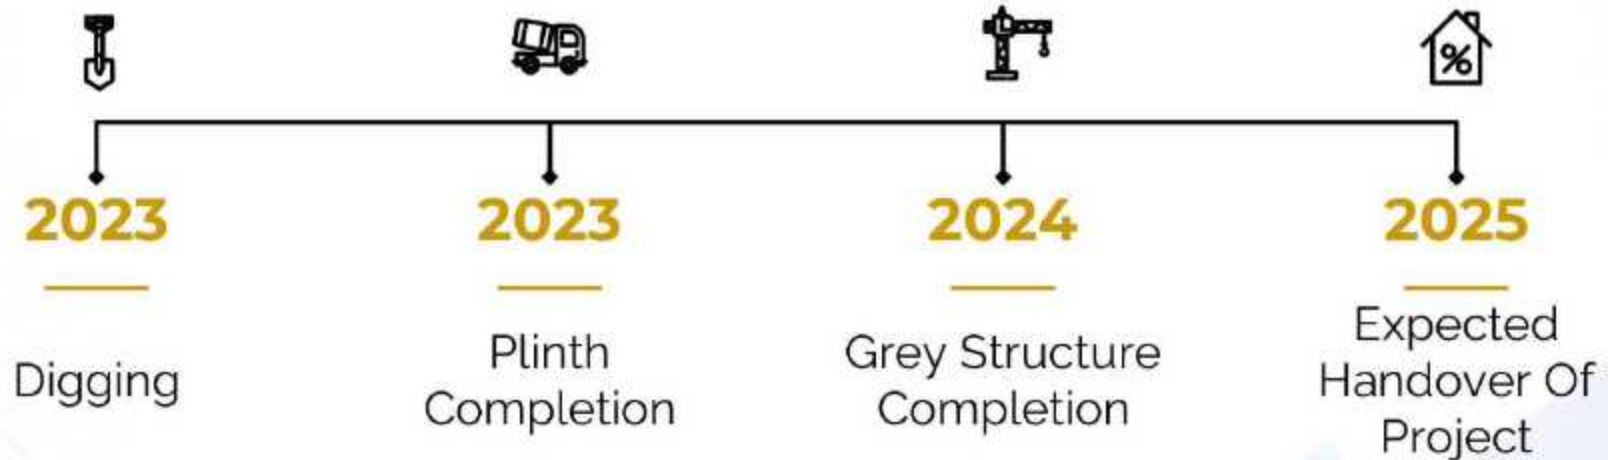 2023
Digging
2023
Plinth
Completion
2024
Grey Structure
Completion
%
2025
Expected
Handover Of
Project